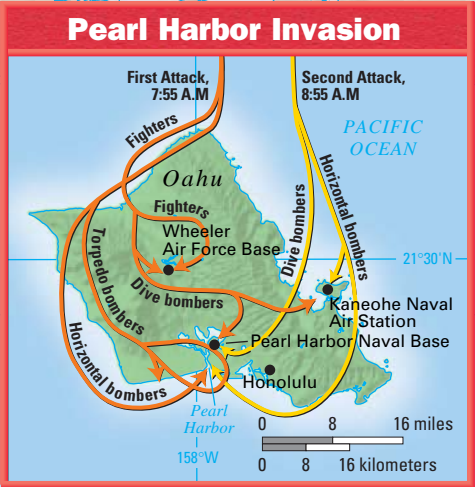 Pearl Harbor Invasion
First Attack,
7:55 A.M
Second Attack,
8:55 A.M
PACIFIC
OCEAN
Fighters
Oahu
Horizontal bombers
Fighters
Wheeler
Air Force Base
Dive bombers
21°30'N
Torpedo bombers
Dive bombers
Kaneohe Naval
Air Station
Pearl Harbor Naval Base
Horizontal bombers
Honolulu
Pearl
Harbor
158°W
0 8 16 miles
0 8 16 kilometers